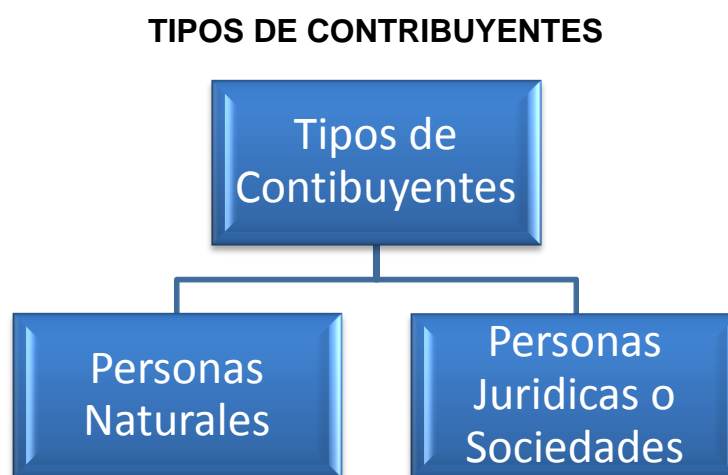 TIPOS DE CONTRIBUYENTES
Tipos de
Contibuyentes
Personas
Naturales
Personas
Juridicas o
Sociedades